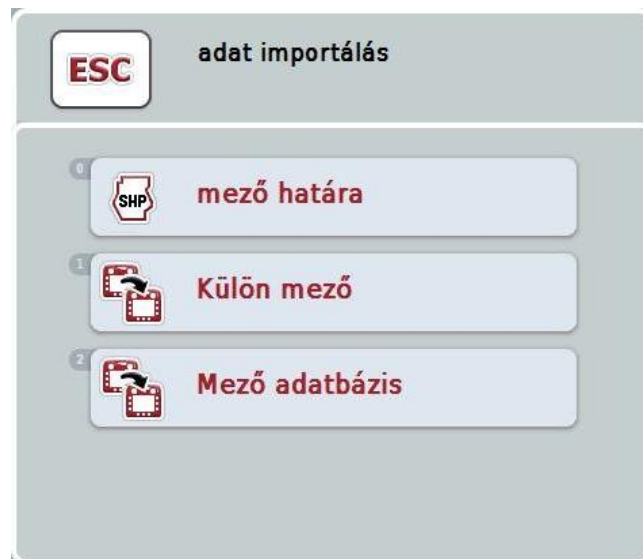 ESC
adat importálás
0
SHP
mező határa
1
Külön mező
2
Mező adatbázis